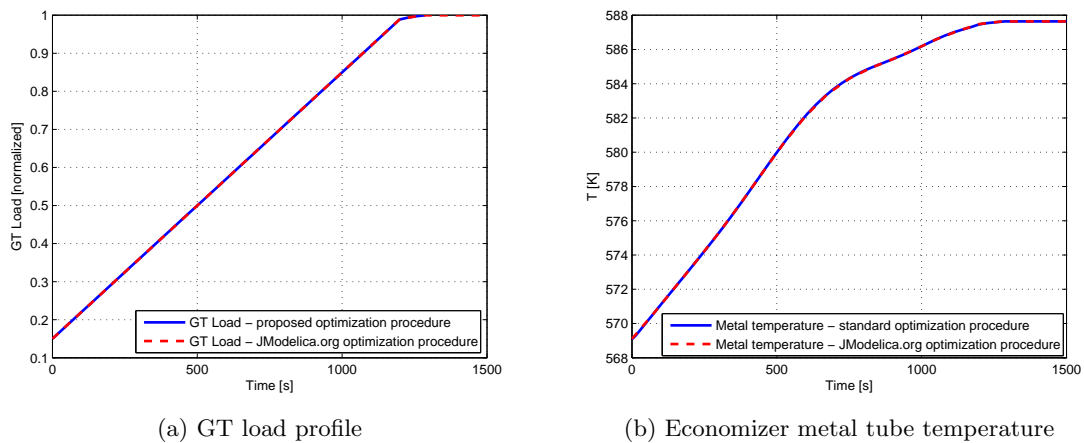 1
0.9
0.8
0.7
0.6
0.5
0.4
0.3
0.2
0.1
GT Load [normalized]
GT Load − proposed optimization procedure
GT Load − JModelica.org optimization procedure
0 500 1000 1500
Time [s]
(a) GT load profile
588
586
584
582
580
578
576
574
572
570
568
T [K]
Metal temperature − standard optimization procedure
Metal temperature − JModelica.org optimization procedure
0 500 1000 1500
Time [s]
(b) Economizer metal tube temperature